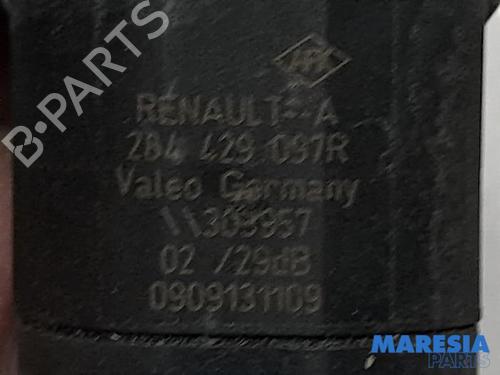 B-PARTS
RENAULT-A
284 429 097R
Valeo Germany
\\309957
02 /29dB
0909131109
MARESIA
PARTS